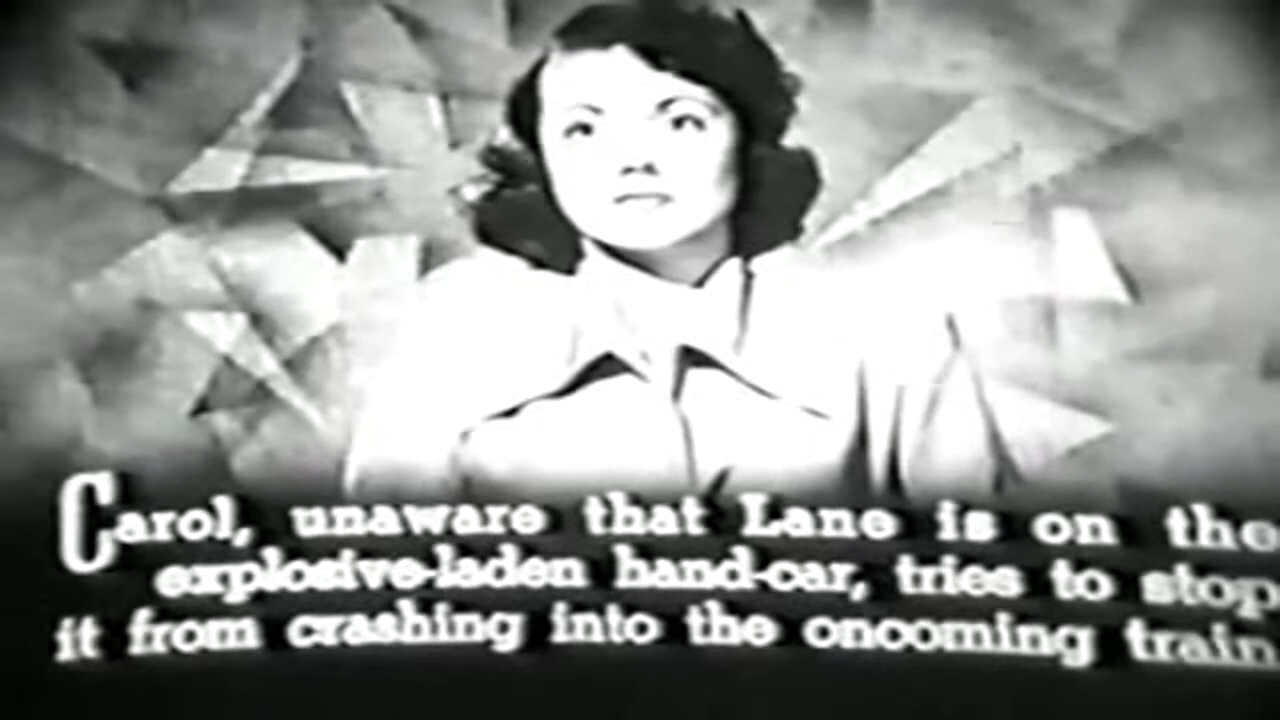 Carol, unaware that Lane is on the
explosive-laden hand-car, tries to stop
it from crashing into the oncoming train